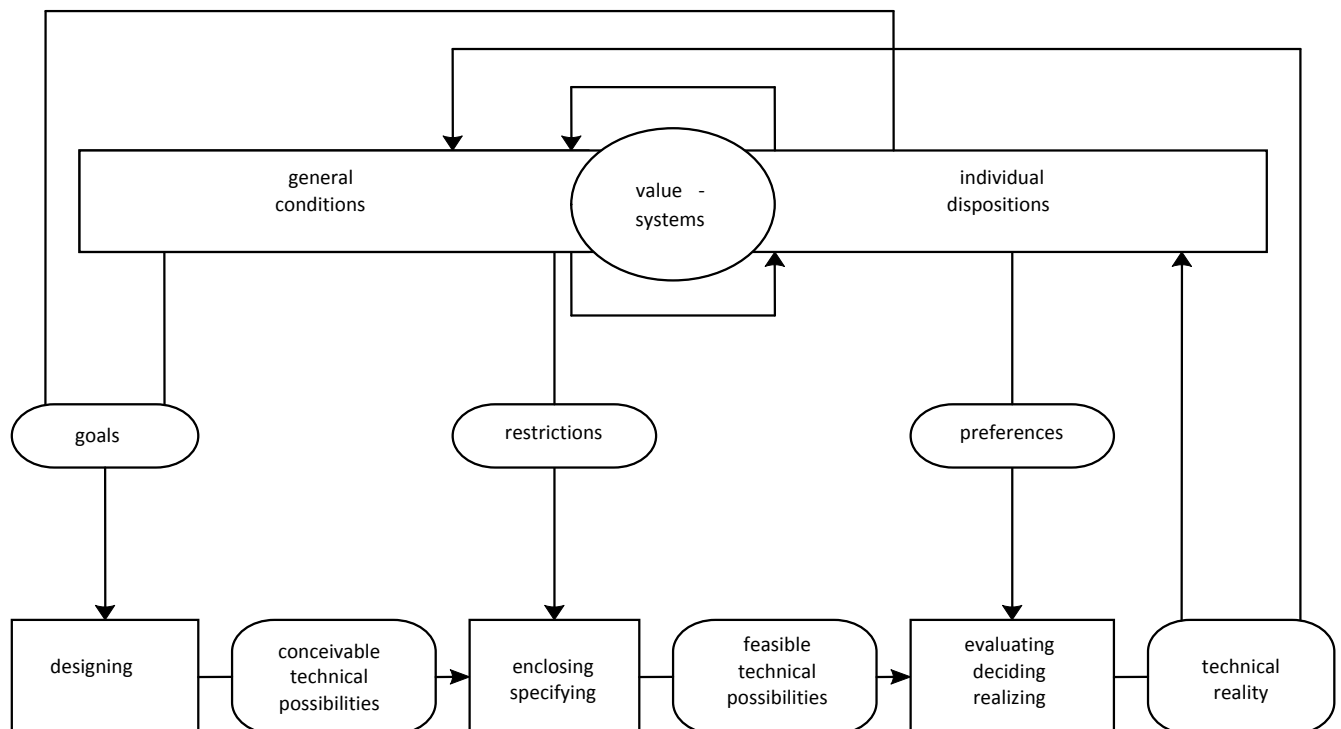 general
conditions
value -
systems
individual
dispositions
goals
restrictions
preferences
designing
conceivable
technical
possibilities
enclosing
specifying
feasible
technical
possibilities
evaluating
deciding
realizing
technical
reality